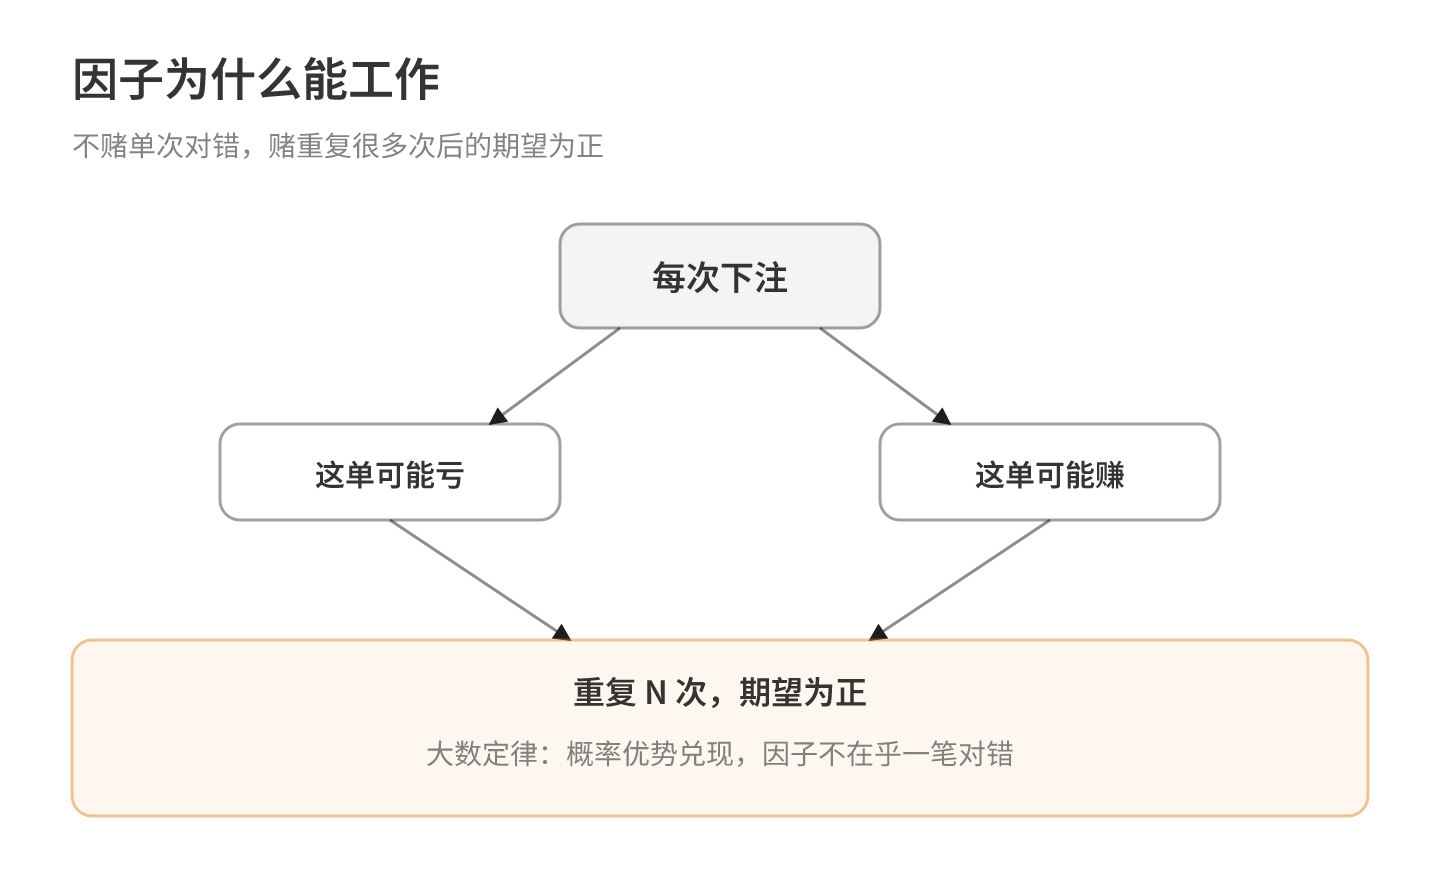 因子为什么能工作
不赌单次对错，赌重复很多次后的期望为正
每次下注
这单可能亏
这单可能赚
重复 N 次，期望为正
大数定律：概率优势兑现，因子不在乎一笔对错